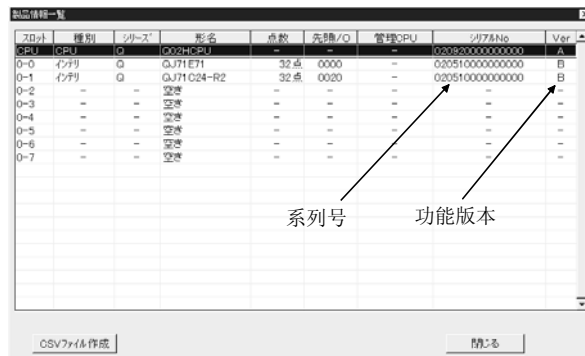 製品情報一覧
スロット 種別 シリーズ 形名 点数 先頭I/O 管理CPU シリアルNo Ver
CPU CPU Q Q02HCPU - - - 020920000000000 A
0-0 インテリ Q QJ71E71 32点 0000 - 020510000000000 B
0-1 インテリ Q QJ71C24-R2 32点 0020 - 020510000000000 B
0-2 - - 空き - - - - -
0-3 - - 空き - - - - -
0-4 - - 空き - - - - -
0-5 - - 空き - - - - -
0-6 - - 空き - - - - -
0-7 - - 空き - - - - -
系列号 功能版本
CSVファイル作成 閉じる